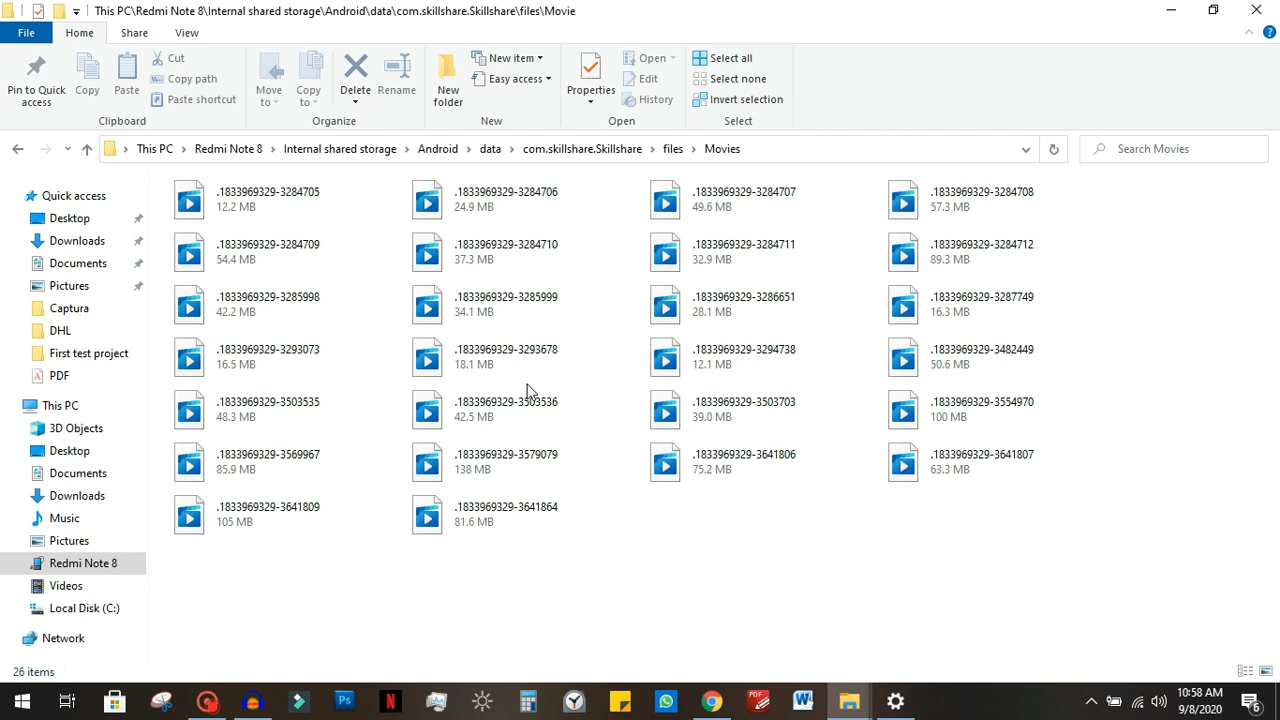 This PC\Redmi Note 8\Internal shared storage\Android\data\com.skillshare.Skillshare\files\Movie
File Home Share View
Pin to Quick access
Copy
Paste
Cut
Copy path
Paste shortcut
Clipboard
Move to
Copy to
Delete
Rename
Organize
New folder
New item
Easy access
New
Properties
Open
Edit
History
Open
Select all
Select none
Invert selection
Select
This PC Redmi Note 8 Internal shared storage Android data com.skillshare.Skillshare files Movies
Search Movies
Quick access
Desktop
Downloads
Documents
Pictures
Captura
DHL
First test project
PDF
This PC
3D Objects
Desktop
Documents
Downloads
Music
Pictures
Redmi Note 8
Videos
Local Disk (C:)
Network
.1833969329-3284705
12.2 MB
.1833969329-3284706
24.9 MB
.1833969329-3284707
49.6 MB
.1833969329-3284708
57.3 MB
.1833969329-3284709
54.4 MB
.1833969329-3284710
37.3 MB
.1833969329-3284711
32.9 MB
.1833969329-3284712
89.3 MB
.1833969329-3285998
42.2 MB
.1833969329-3285999
34.1 MB
.1833969329-3286651
28.1 MB
.1833969329-3287749
16.3 MB
.1833969329-3293073
16.5 MB
.1833969329-3293678
18.1 MB
.1833969329-3294738
12.1 MB
.1833969329-3482449
50.6 MB
.1833969329-3503535
48.3 MB
.1833969329-3503536
42.5 MB
.1833969329-3503703
39.0 MB
.1833969329-3554970
100 MB
.1833969329-3569967
85.9 MB
.1833969329-3579079
138 MB
.1833969329-3641806
75.2 MB
.1833969329-3641807
63.3 MB
.1833969329-3641809
105 MB
.1833969329-3641864
81.6 MB
26 items
10:58 AM
9/8/2020
6